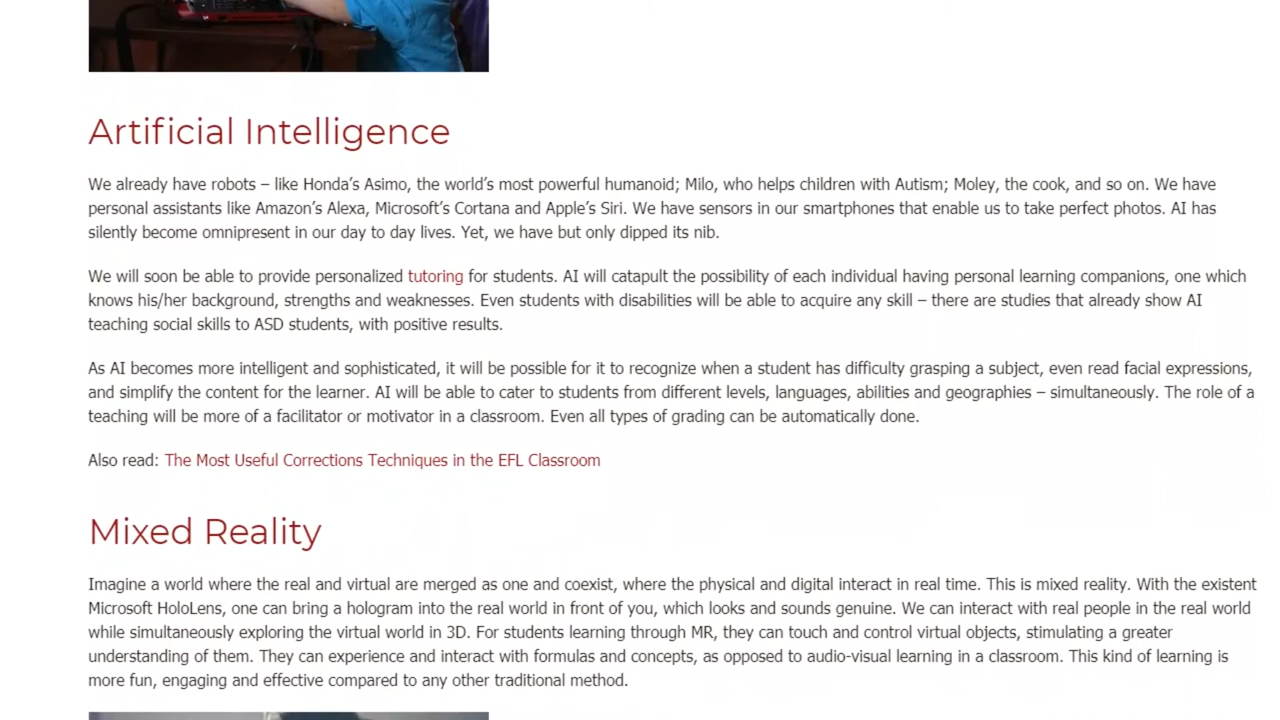 Artificial Intelligence
We already have robots – like Honda's Asimo, the world's most powerful humanoid; Milo, who helps children with Autism; Moley, the cook, and so on. We have
personal assistants like Amazon's Alexa, Microsoft's Cortana and Apple's Siri. We have sensors in our smartphones that enable us to take perfect photos. AI has
silently become omnipresent in our day to day lives. Yet, we have but only dipped its nib.
We will soon be able to provide personalized tutoring for students. AI will catapult the possibility of each individual having personal learning companions, one which
knows his/her background, strengths and weaknesses. Even students with disabilities will be able to acquire any skill – there are studies that already show AI
teaching social skills to ASD students, with positive results.
As AI becomes more intelligent and sophisticated, it will be possible for it to recognize when a student has difficulty grasping a subject, even read facial expressions,
and simplify the content for the learner. AI will be able to cater to students from different levels, languages, abilities and geographies – simultaneously. The role of a
teaching will be more of a facilitator or motivator in a classroom. Even all types of grading can be automatically done.
Also read: The Most Useful Corrections Techniques in the EFL Classroom
Mixed Reality
Imagine a world where the real and virtual are merged as one and coexist, where the physical and digital interact in real time. This is mixed reality. With the existent
Microsoft HoloLens, one can bring a hologram into the real world in front of you, which looks and sounds genuine. We can interact with real people in the real world
while simultaneously exploring the virtual world in 3D. For students learning through MR, they can touch and control virtual objects, stimulating a greater
understanding of them. They can experience and interact with formulas and concepts, as opposed to audio-visual learning in a classroom. This kind of learning is
more fun, engaging and effective compared to any other traditional method.